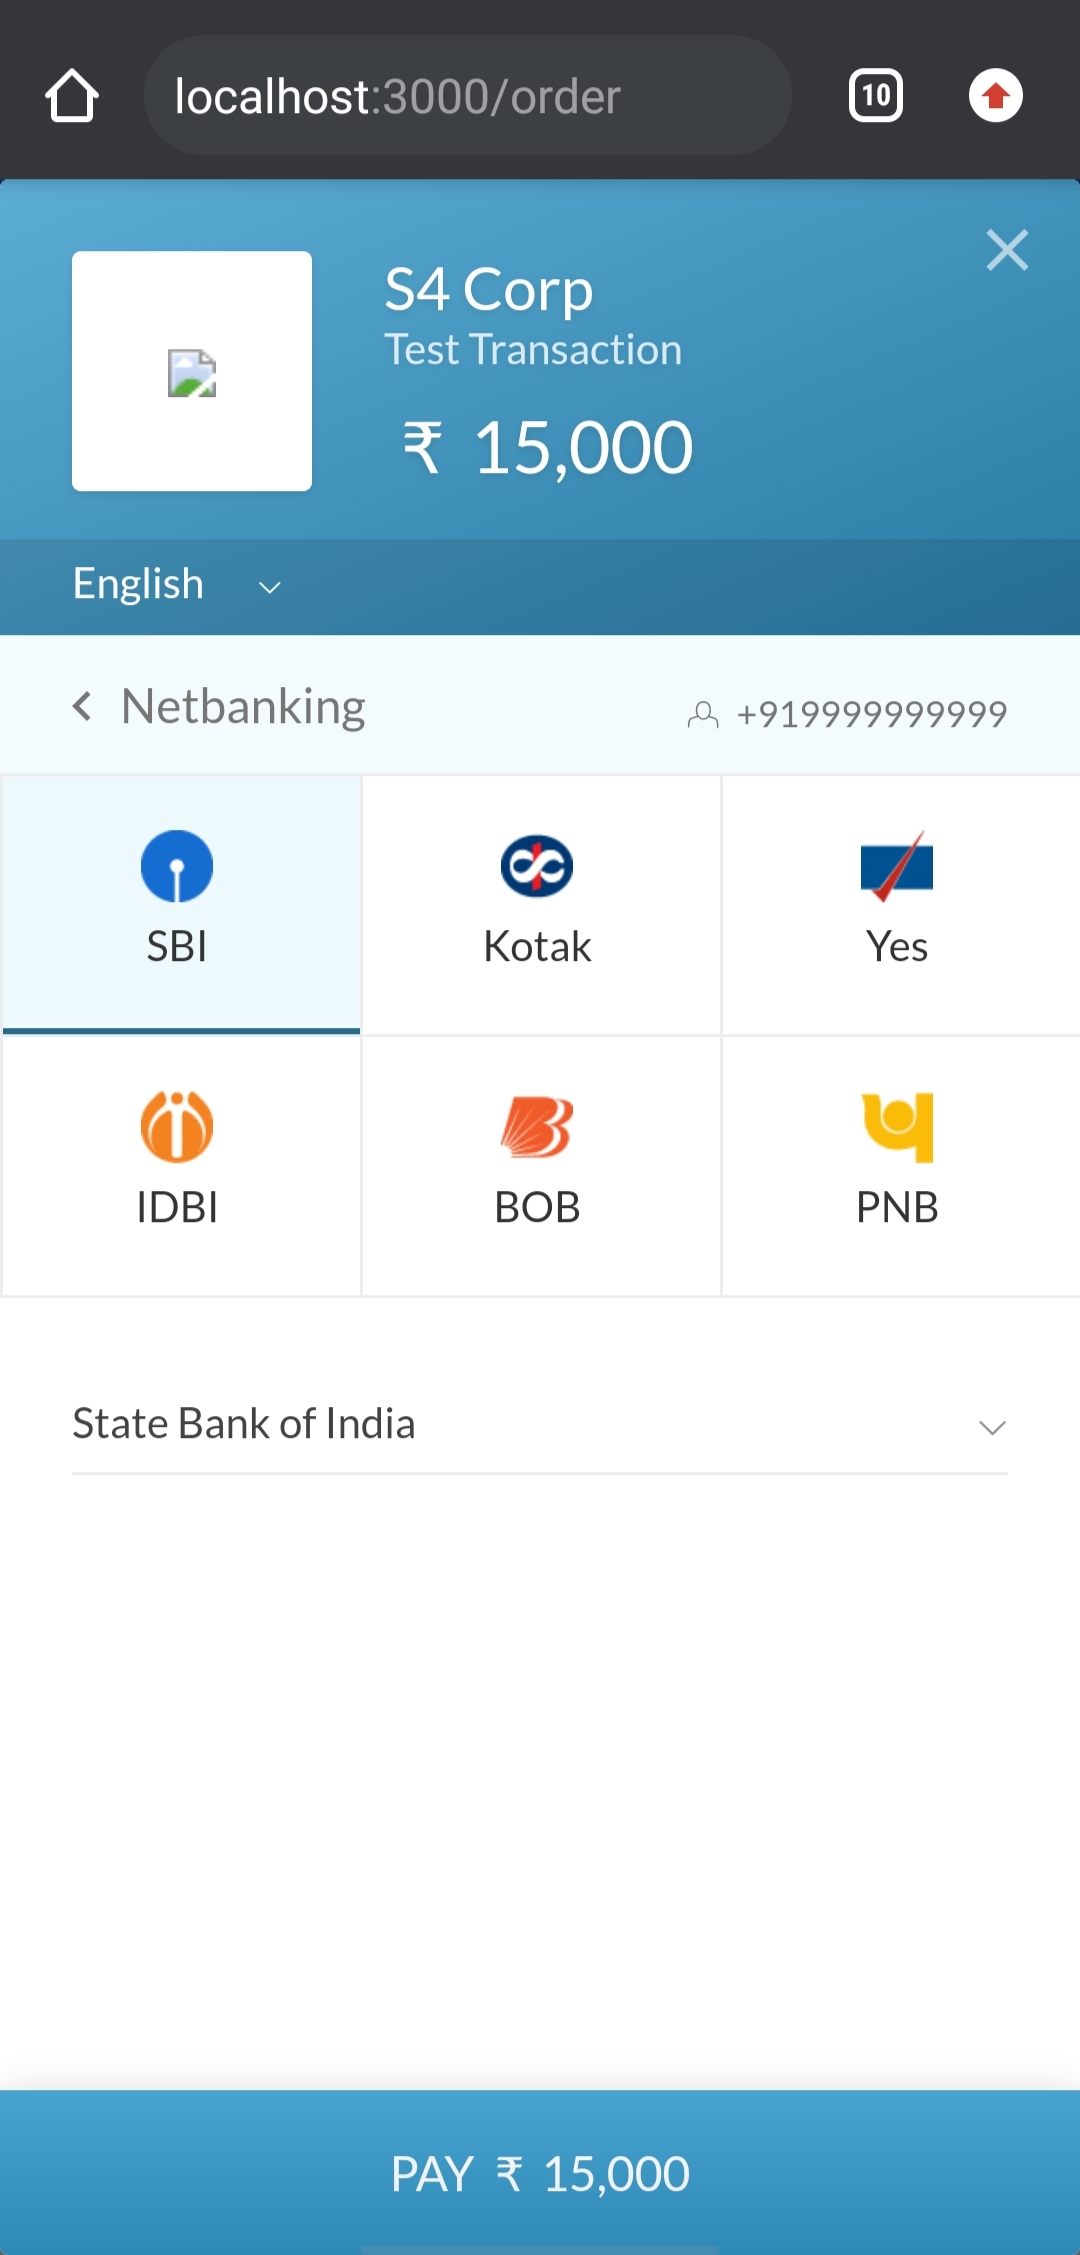 localhost:3000/order
10
S4 Corp
Test Transaction
₹ 15,000
English
Netbanking
+919999999999
SBI
Kotak
Yes
IDBI
BOB
PNB
State Bank of India
PAY ₹ 15,000